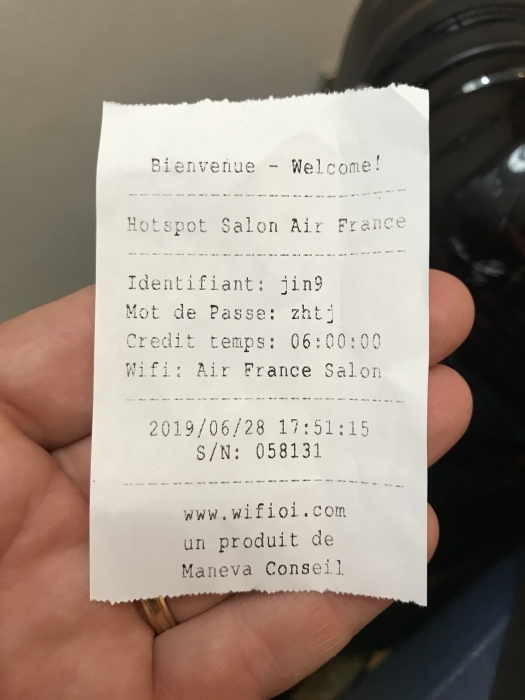 Bienvenue - Welcome!
Hotspot Salon Air France
Identifiant: jin9
Mot de Passe: zhtj
Credit temps: 06:00:00
Wifi: Air France Salon
2019/06/28 17:51:15
S/N: 058131
www.wifioi.com
un produit de
Maneva Conseil